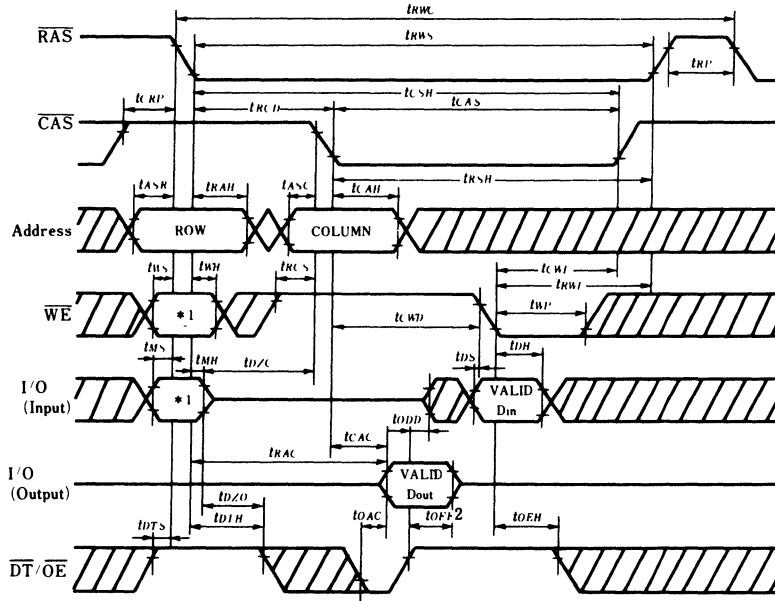 tRWC
RAS
tRWS
tRP
tCRP
tRCD
tCSH
tCAS
CAS
tRSH
tASR
tRAH
tASC
tCAH
Address
ROW
COLUMN
tWS
tWH
tRCS
tCWL
tRWL
WE
*1
tCWD
tWP
tMS
tMH
tDZC
tDS
tDH
I/O
(Input)
*1
VALID
Din
tODD
tCAC
tRAC
I/O
(Output)
VALID
Dout
tDZO
tDTS
tDTH
tOAC
tOFF2
tOEH
DT/OE